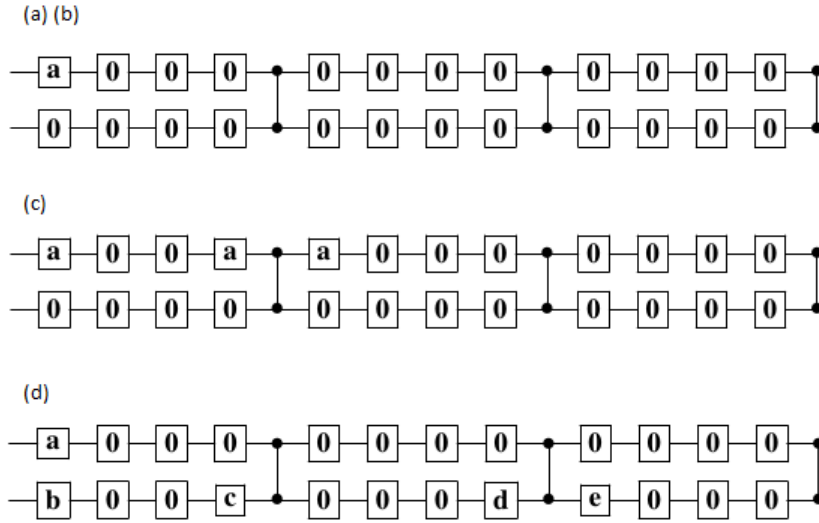 (a) (b)
a 0 0 0 0 0 0 0 0 0 0 0
0 0 0 0 0 0 0 0 0 0 0 0
(c)
a 0 0 a a 0 0 0 0 0 0 0
0 0 0 0 0 0 0 0 0 0 0 0
(d)
a 0 0 0 0 0 0 0 0 0 0 0
b 0 0 c 0 0 0 d e 0 0 0